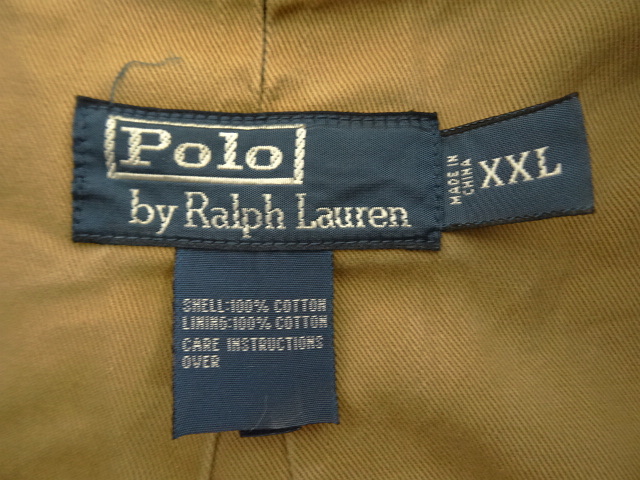 Polo
by Ralph Lauren
MADE IN
CHINA
XXL
SHELL:100% COTTON
LINING:100% COTTON
CARE INSTRUCTIONS
OVER